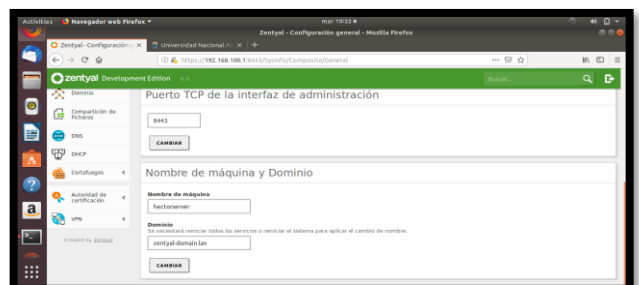 Activities Navegador web Firefox mar 19:33
Zentyal - Configuración general - Mozilla Firefox
Zentyal - Configuración Universidad Nacional
https://192.168.100.1:8443/SysInfo/Composite/General
zentyal Development Edition
Buscar...
Dominio
Compartición de
ficheros
DNS
DHCP
Cortafuegos
Autoridad de
certificación
VPN
Created by Zentyal
Puerto TCP de la interfaz de administración
8443
CAMBIAR
Nombre de máquina y Dominio
Nombre de máquina
hectorserver
Dominio
Se necesitará reiniciar todos los servicios o reiniciar el sistema para aplicar el cambio de nombre.
zentyal-domain.lan
CAMBIAR